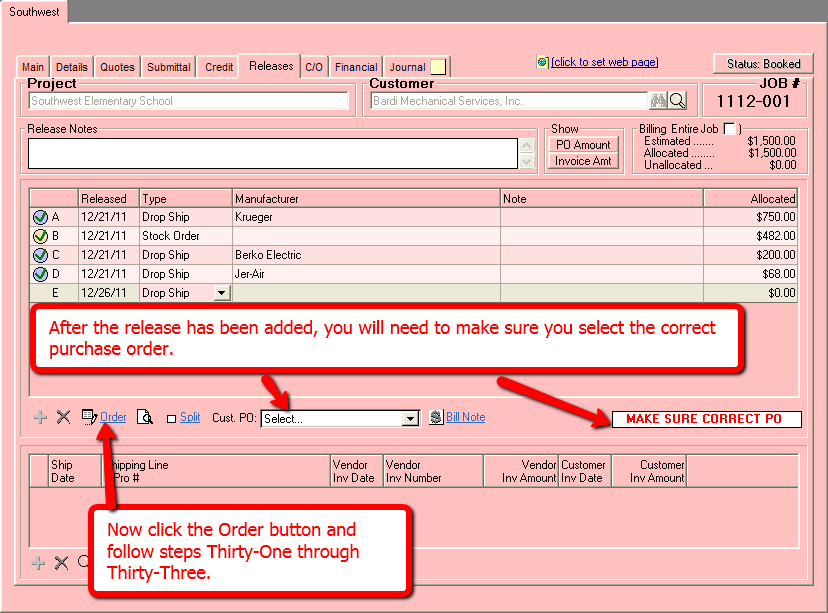 Southwest
Main Details Quotes Submittal Credit Releases C/O Financial Journal [click to set web page] Status: Booked
Project Customer JOB #
Southwest Elementary School Bardi Mechanical Services, Inc. 1112-001
Release Notes Show Billing Entire Job )
PO Amount Estimated ....... $1,500.00
Invoice Amt Allocated ........ $1,500.00
Unallocated ... $0.00
Released Type Manufacturer Note Allocated
A 12/21/11 Drop Ship Krueger $750.00
B 12/21/11 Stock Order $482.00
C 12/21/11 Drop Ship Berko Electric $200.00
D 12/21/11 Drop Ship Jer-Air $68.00
E 12/26/11 Drop Ship $0.00
After the release has been added, you will need to make sure you select the correct
purchase order.
Order Split Cust. PO: Select... Bill Note MAKE SURE CORRECT PO
Ship hipping Line Vendor Vendor Vendor Customer Customer
Date Pro # Inv Date Inv Number Inv Amount Inv Date Inv Amount
Now click the Order button and
follow steps Thirty-One through
Thirty-Three.